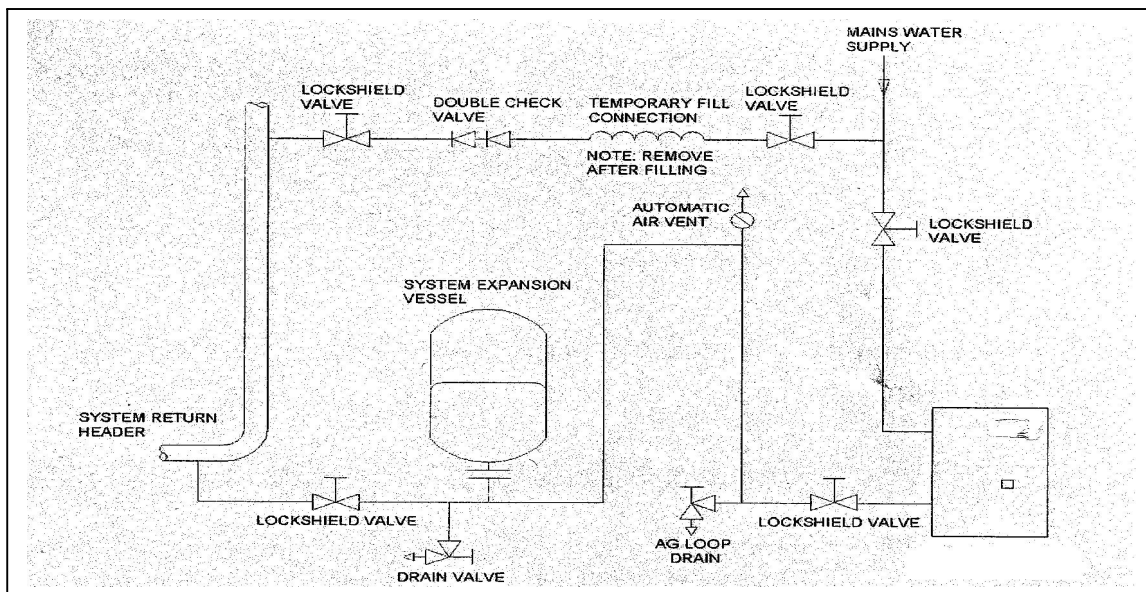 MAINS WATER
SUPPLY
LOCKSHIELD
VALVE
DOUBLE CHECK
VALVE
TEMPORARY FILL
CONNECTION
LOCKSHIELD
VALVE
NOTE: REMOVE
AFTER FILLING
AUTOMATIC
AIR VENT
LOCKSHIELD
VALVE
SYSTEM EXPANSION
VESSEL
SYSTEM RETURN
HEADER
LOCKSHIELD VALVE
DRAIN VALVE
AG LOOP
DRAIN
LOCKSHIELD VALVE